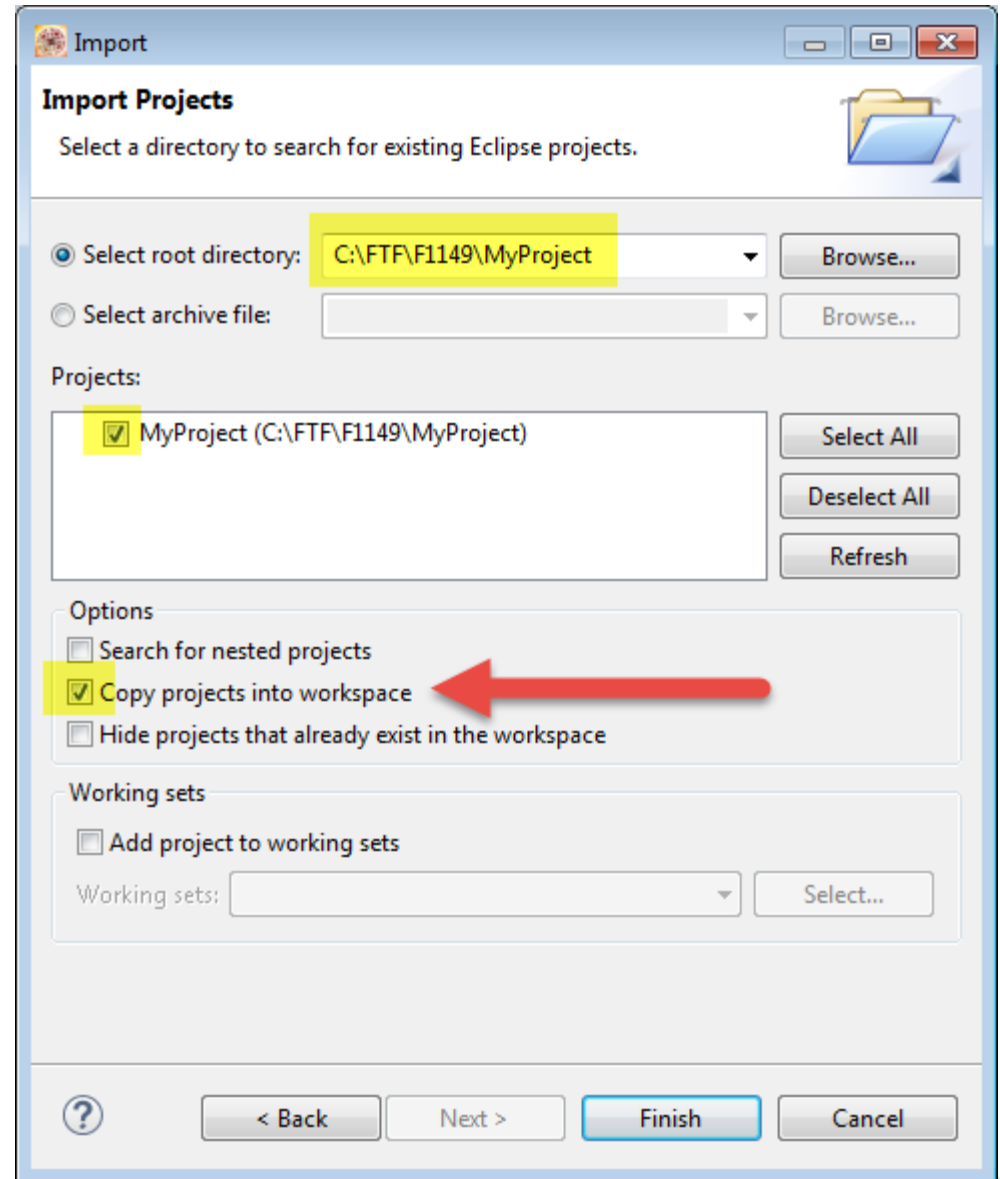 Import
Import Projects
Select a directory to search for existing Eclipse projects.
Select root directory: C:\FTF\F1149\MyProject Browse...
Select archive file: Browse...
Projects:
MyProject (C:\FTF\F1149\MyProject) Select All
Deselect All
Refresh
Options
Search for nested projects
Copy projects into workspace
Hide projects that already exist in the workspace
Working sets
Add project to working sets
Working sets: Select...
? < Back Next > Finish Cancel